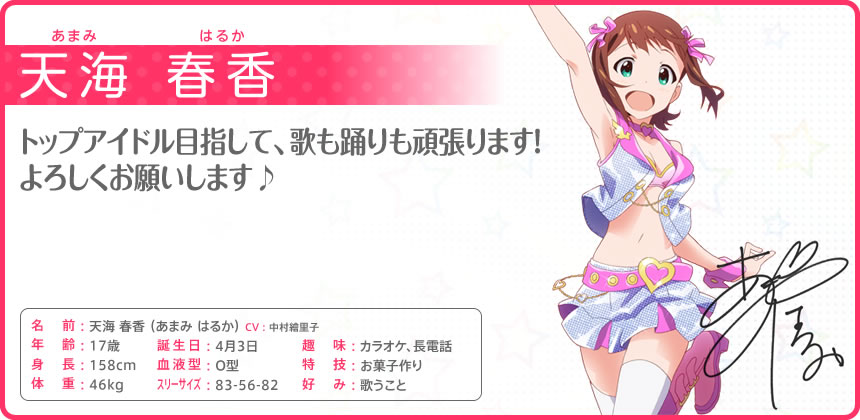 あまみ はるか
天海 春香
トップアイドル目指して、歌も踊りも頑張ります!
よろしくお願いします♪
名 前：天海 春香（あまみ はるか） CV：中村繪里子
年 齢：17歳 誕生日：4月3日 趣 味：カラオケ、長電話
身 長：158cm 血液型：O型 特 技：お菓子作り
体 重：46kg ｽﾘｰｻｲｽﾞ：83-56-82 好 み：歌うこと